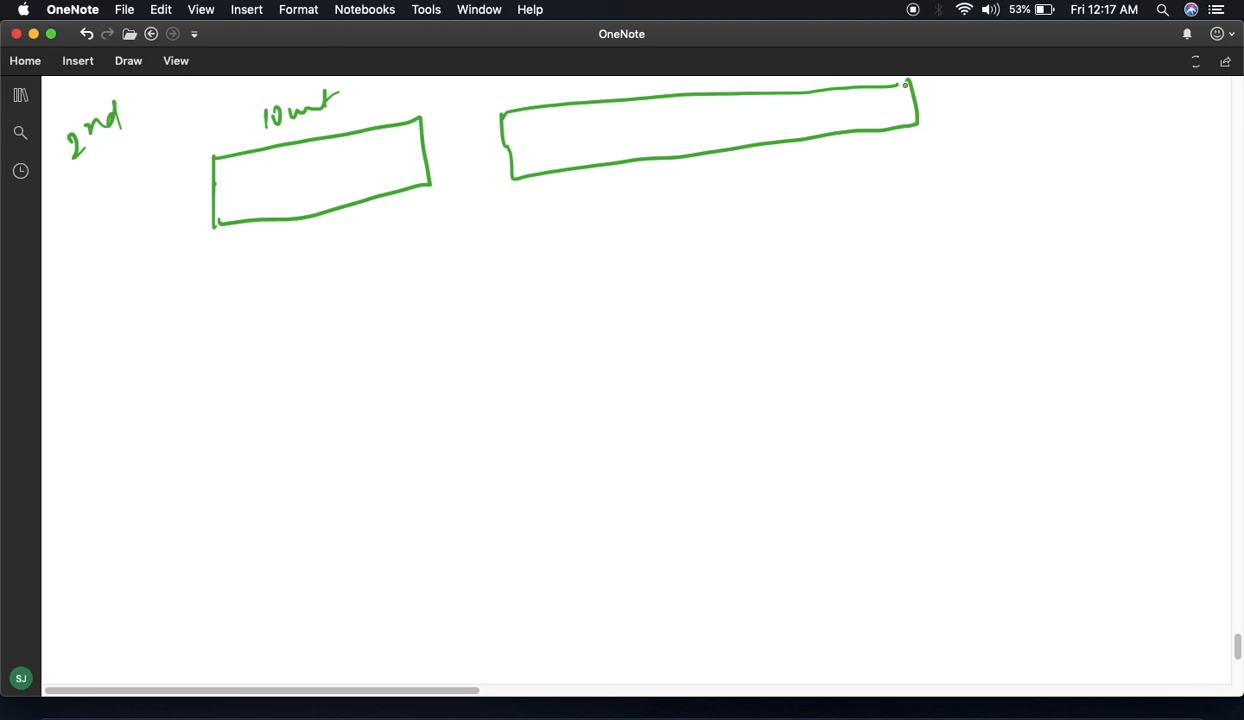 OneNote File Edit View Insert Format Notebooks Tools Window Help 53% Fri 12:17 AM
OneNote
Home Insert Draw View
2nd
10
SJ